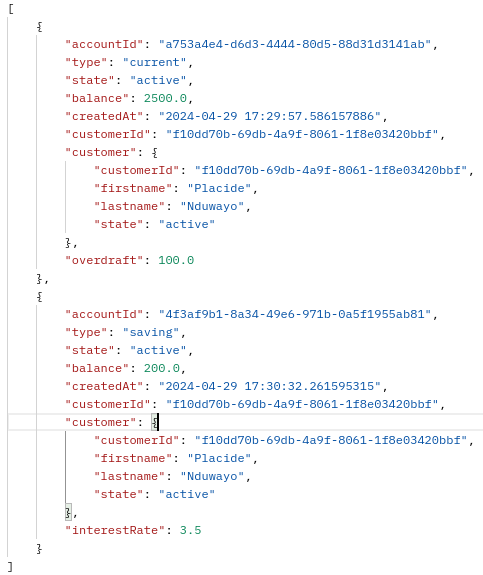 [
    {
        "accountId": "a753a4e4-d6d3-4444-80d5-88d31d3141ab",
        "type": "current",
        "state": "active",
        "balance": 2500.0,
        "createdAt": "2024-04-29 17:29:57.586157886",
        "customerId": "f10dd70b-69db-4a9f-8061-1f8e03420bbf",
        "customer": {
            "customerId": "f10dd70b-69db-4a9f-8061-1f8e03420bbf",
            "firstname": "Placide",
            "lastname": "Nduwayo",
            "state": "active"
        },
        "overdraft": 100.0
    },
    {
        "accountId": "4f3af9b1-8a34-49e6-971b-0a5f1955ab81",
        "type": "saving",
        "state": "active",
        "balance": 200.0,
        "createdAt": "2024-04-29 17:30:32.261595315",
        "customerId": "f10dd70b-69db-4a9f-8061-1f8e03420bbf",
        "customer": {
            "customerId": "f10dd70b-69db-4a9f-8061-1f8e03420bbf",
            "firstname": "Placide",
            "lastname": "Nduwayo",
            "state": "active"
        },
        "interestRate": 3.5
    }
]